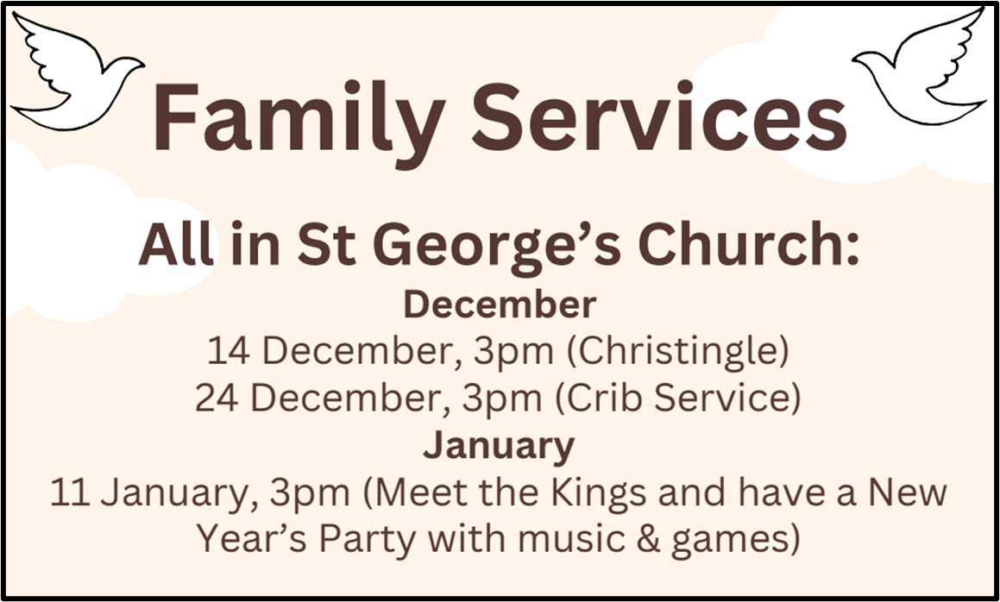 Family Services
All in St George’s Church:
December
14 December, 3pm (Christingle)
24 December, 3pm (Crib Service)
January
11 January, 3pm (Meet the Kings and have a New
Year’s Party with music & games)